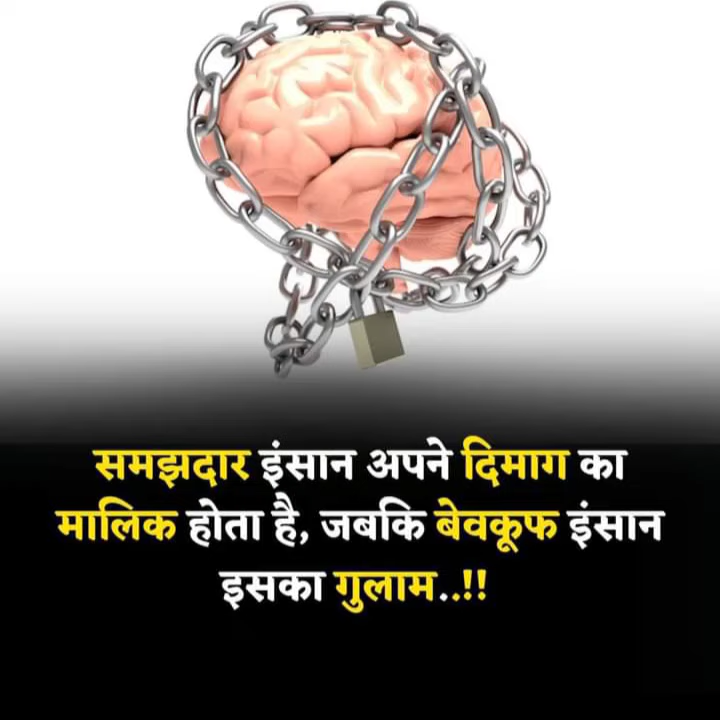 समझदार इंसान अपने दिमाग का
मालिक होता है, जबकि बेवकूफ इंसान
इसका गुलाम..!!